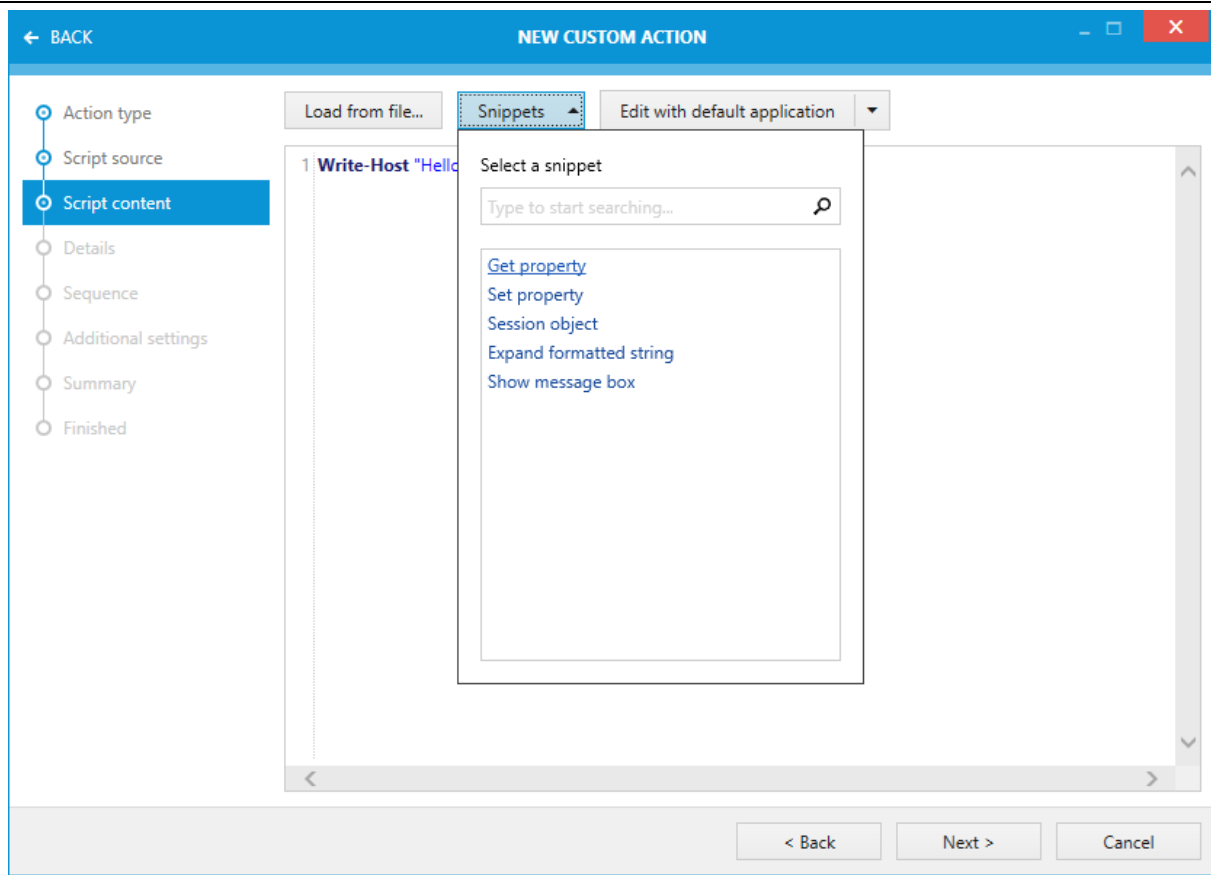 BACK
NEW CUSTOM ACTION
Action type
Script source
Script content
Details
Sequence
Additional settings
Summary
Finished
Load from file... Snippets Edit with default application
1 Write-Host "Hello
Select a snippet
Type to start searching...
Get property
Set property
Session object
Expand formatted string
Show message box
< Back Next > Cancel